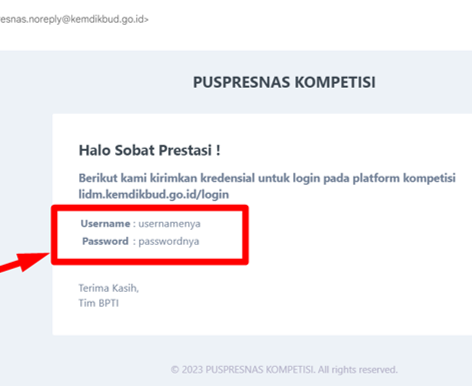 resnas.noreply@kemdikbud.go.id>
PUSPRESNAS KOMPETISI
Halo Sobat Prestasi !
Berikut kami kirimkan kredensial untuk login pada platform kompetisi
lidm.kemdikbud.go.id/login
Username : usernamenya
Password : passwordnya
Terima Kasih,
Tim BPTI
© 2023 PUSPRESNAS KOMPETISI. All rights reserved.